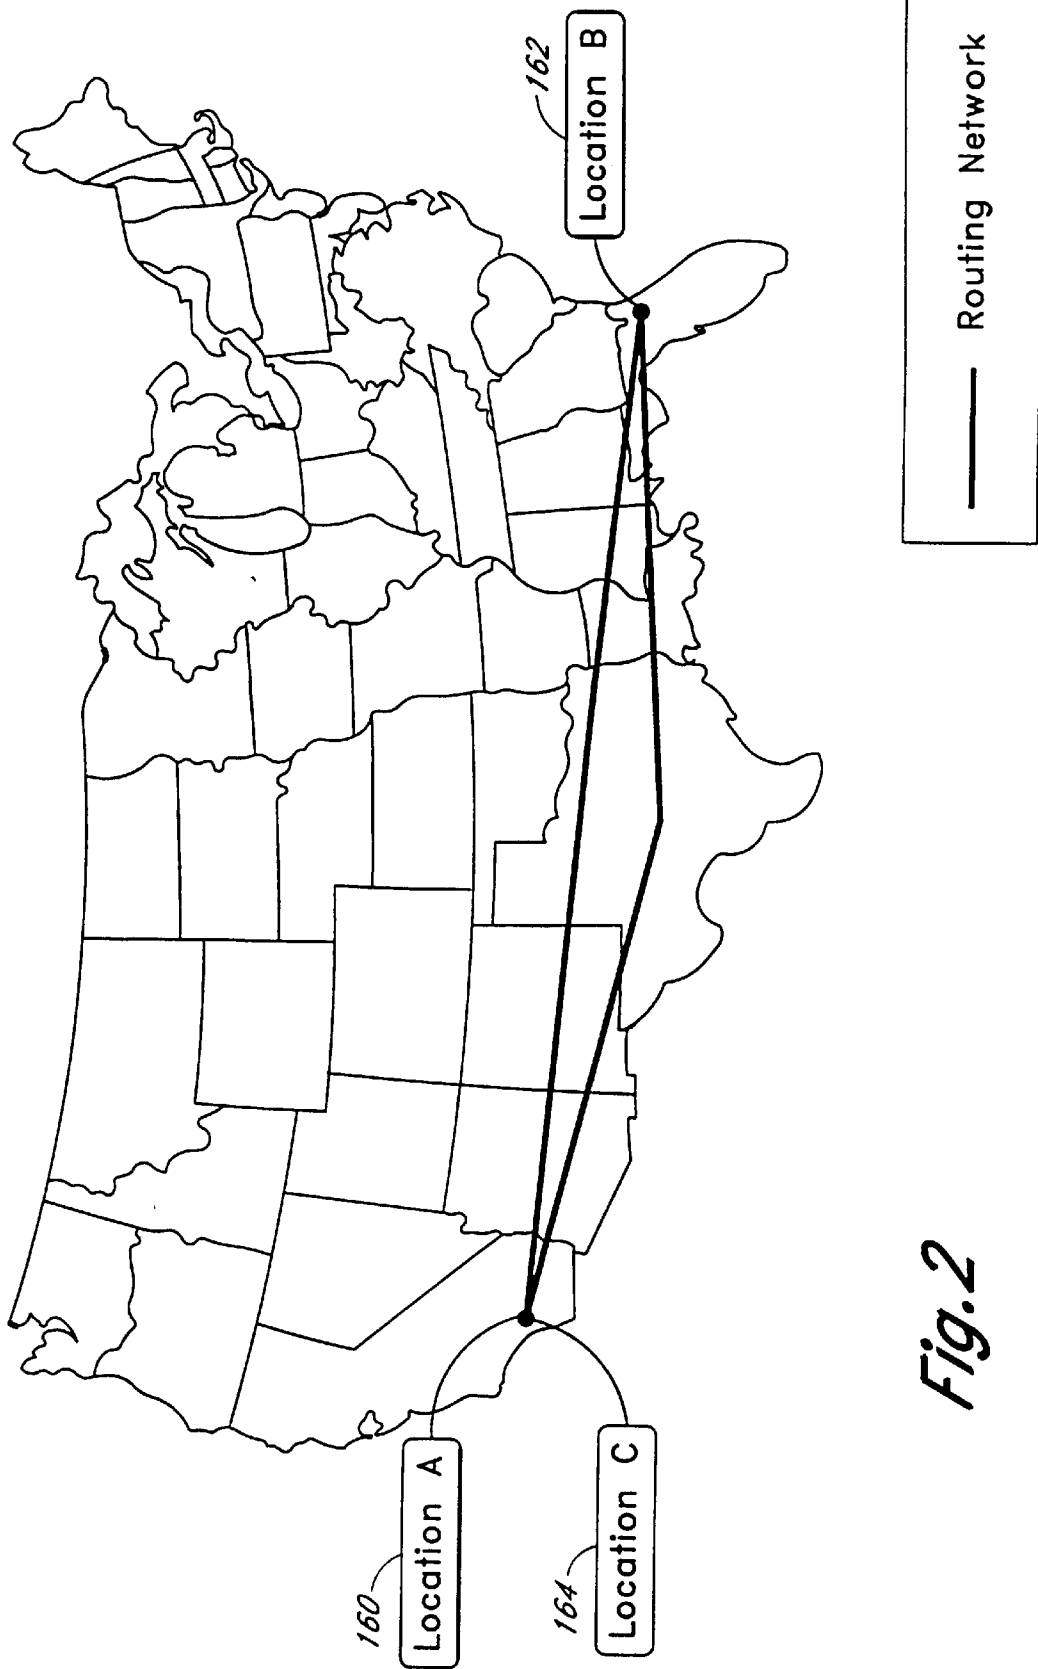 160
Location A
164
Location C
162
Location B
Routing Network
Fig.2